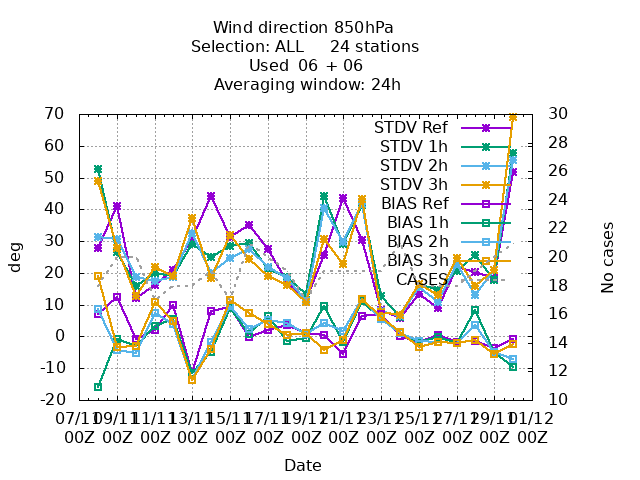 Wind direction 850hPa
Selection: ALL     24 stations
Used  06 + 06
Averaging window: 24h
70 30
60 28
50 26
40 24
30 22
20 20
10 18
0 16
-10 14
-20 12
10
deg
No cases
STDV Ref
STDV 1h
STDV 2h
STDV 3h
BIAS Ref
BIAS 1h
BIAS 2h
BIAS 3h
CASES
07/11 09/11 11/11 13/11 15/11 17/11 19/11 21/11 23/11 25/11 27/11 29/11 01/12
00Z 00Z 00Z 00Z 00Z 00Z 00Z 00Z 00Z 00Z 00Z 00Z 00Z
Date